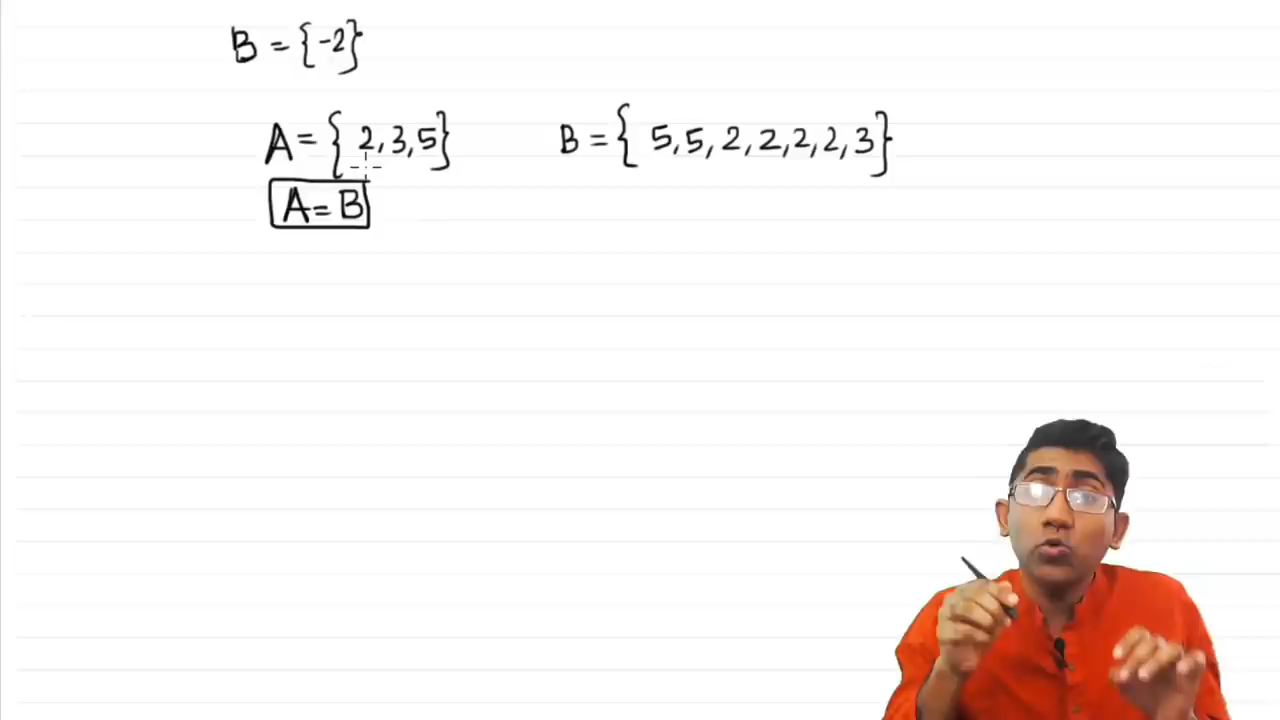 B = {-2}
A = { 2, 3, 5} B = { 5, 5, 2, 2, 2, 2, 3}
A = B